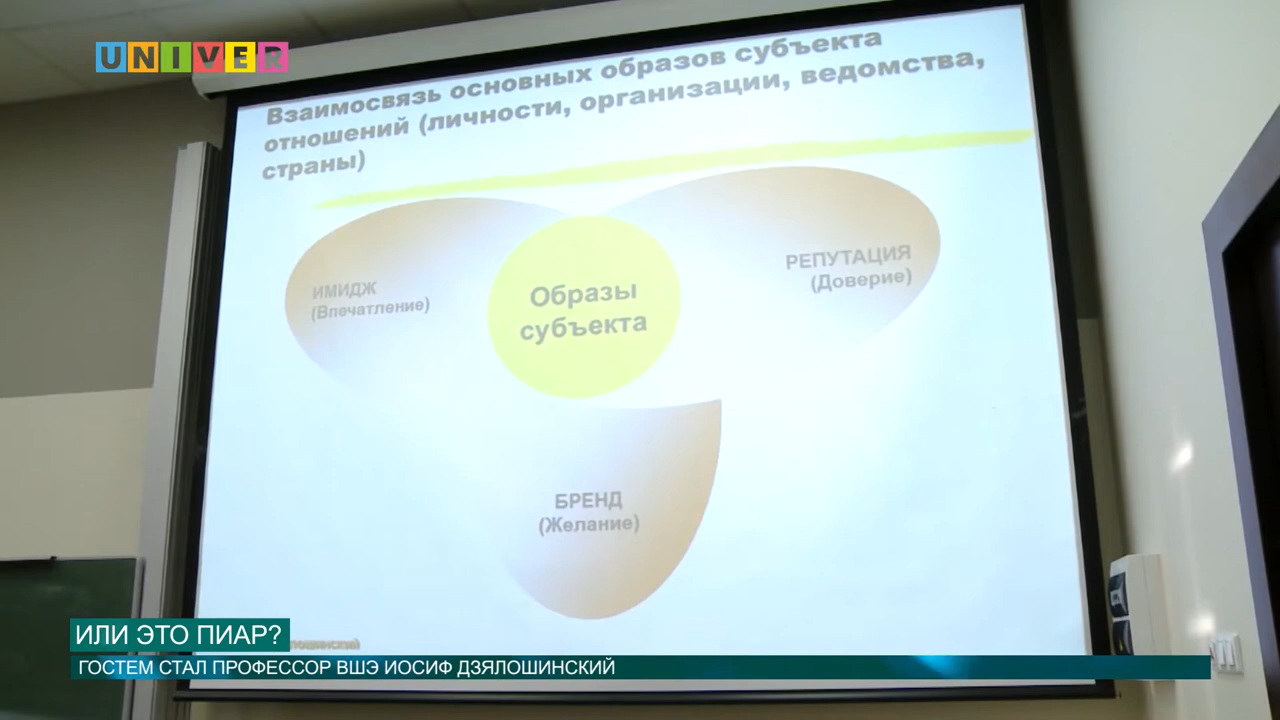 UNIVER
Взаимосвязь основных образов субъекта
отношений (личности, организации, ведомства,
страны)
ИМИДЖ
(Впечатление)
Образы
субъекта
РЕПУТАЦИЯ
(Доверие)
БРЕНД
(Желание)
ИЛИ ЭТО ПИАР?
ГОСТЕМ СТАЛ ПРОФЕССОР ВШЭ ИОСИФ ДЗЯЛОШИНСКИЙ